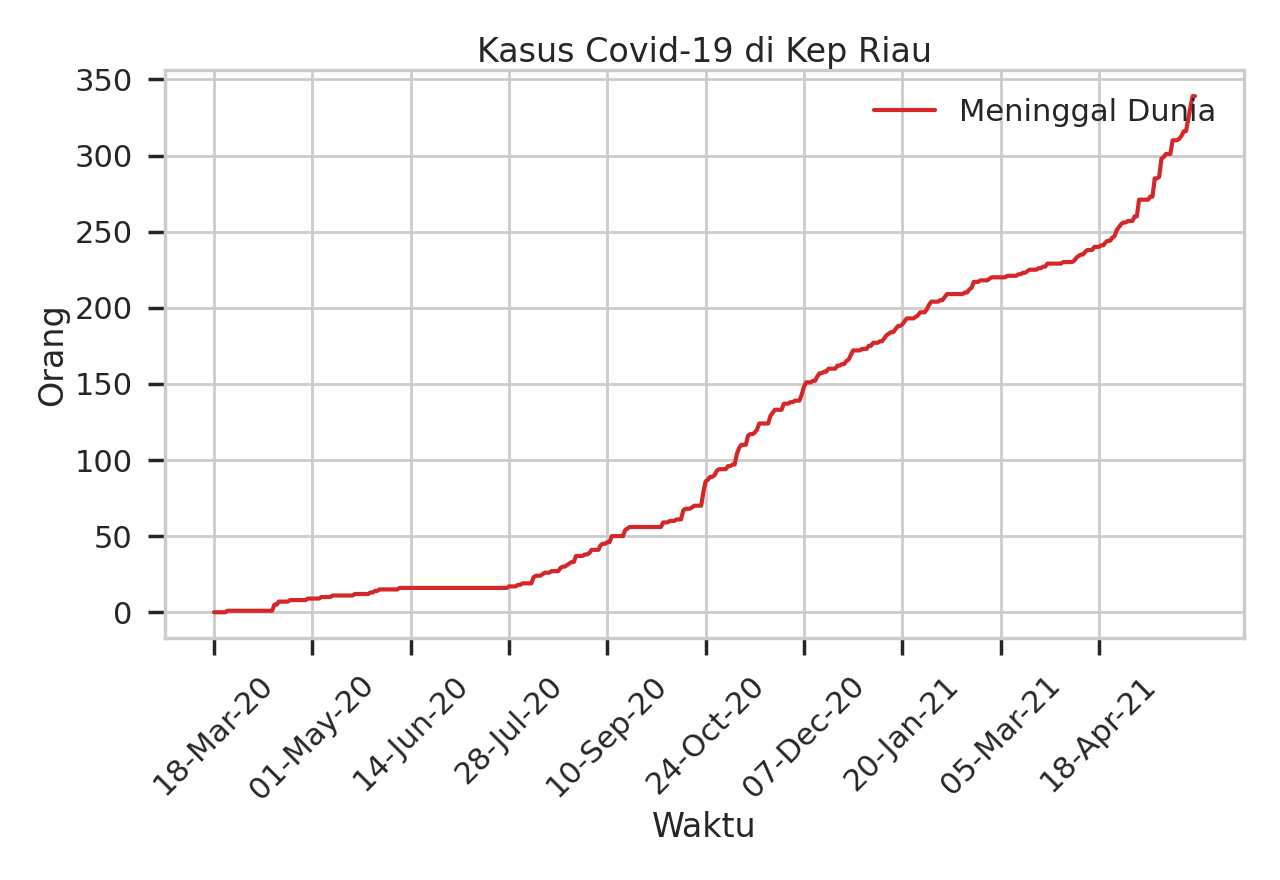 Kasus Covid-19 di Kep Riau
Meninggal Dunia
Orang
350
300
250
200
150
100
50
0
18-Mar-20
01-May-20
14-Jun-20
28-Jul-20
10-Sep-20
24-Oct-20
07-Dec-20
20-Jan-21
05-Mar-21
18-Apr-21
Waktu